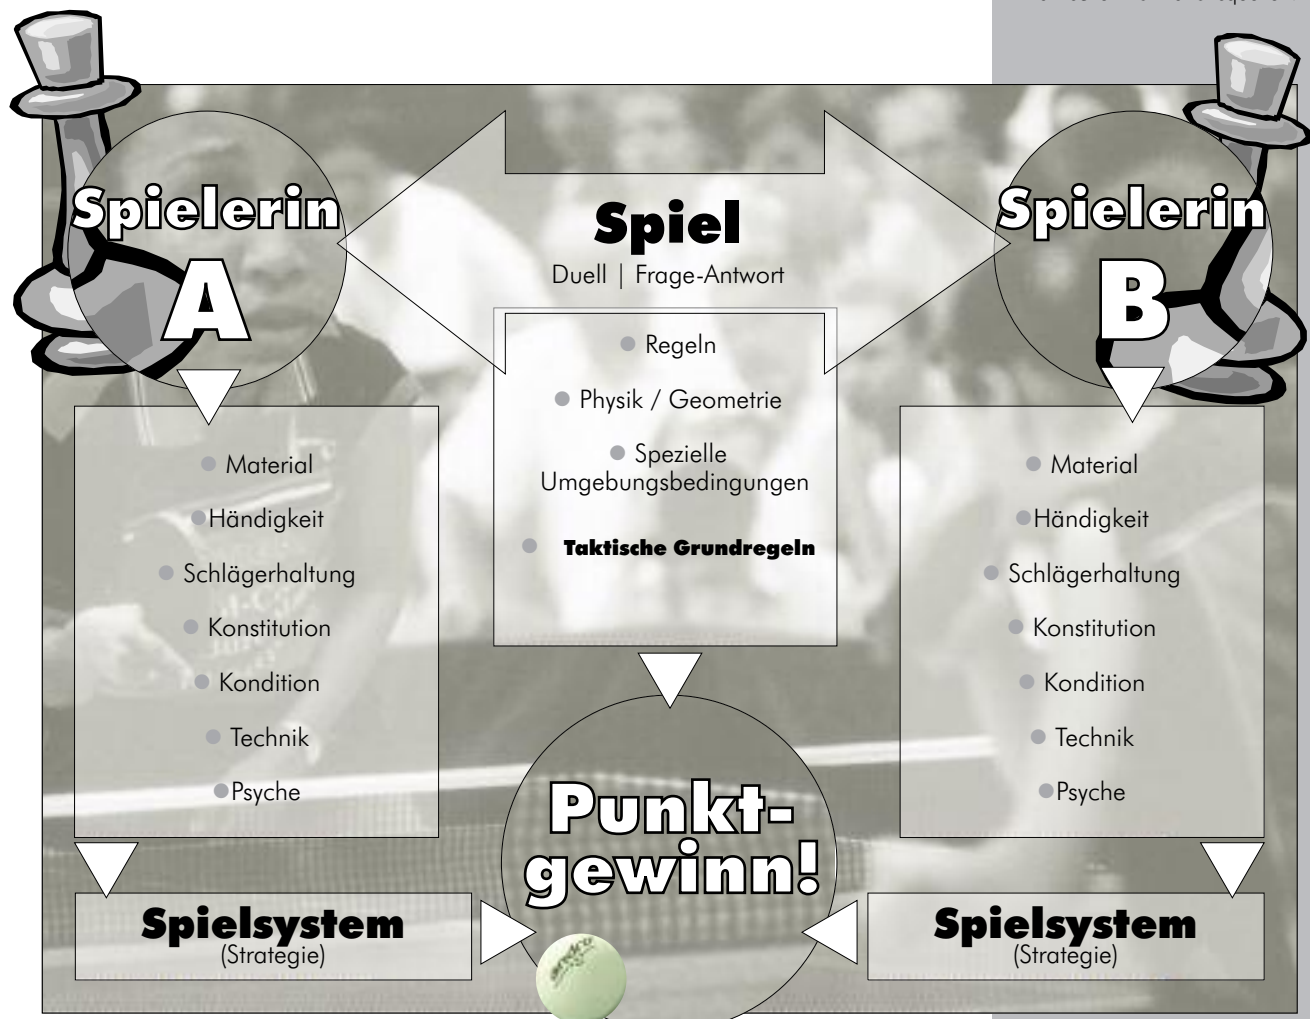 Spielerin
A
Spiel
Duell | Frage-Antwort
Spielerin
B
• Regeln
• Physik / Geometrie
• Spezielle
Umgebungsbedingungen
• Taktische Grundregeln
• Material
• Händigkeit
• Schlägerhaltung
• Konstitution
• Kondition
• Technik
• Psyche
• Material
• Händigkeit
• Schlägerhaltung
• Konstitution
• Kondition
• Technik
• Psyche
Punkt-
gewinn!
Spielsystem
(Strategie)
Spielsystem
(Strategie)